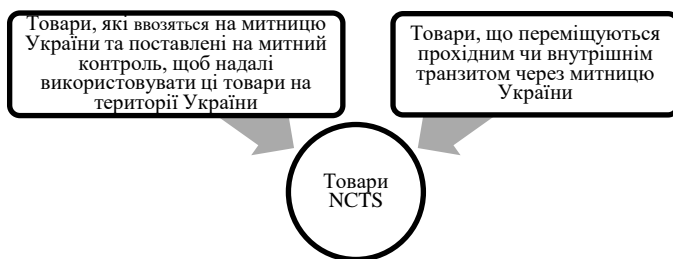 Товари, які ввозяться на митницю
України та поставлені на митний
контроль, щоб надалі
використовувати ці товари на
території України
Товари, що переміщуються
прохідним чи внутрішнім
транзитом через митницю
України
Товари
NCTS